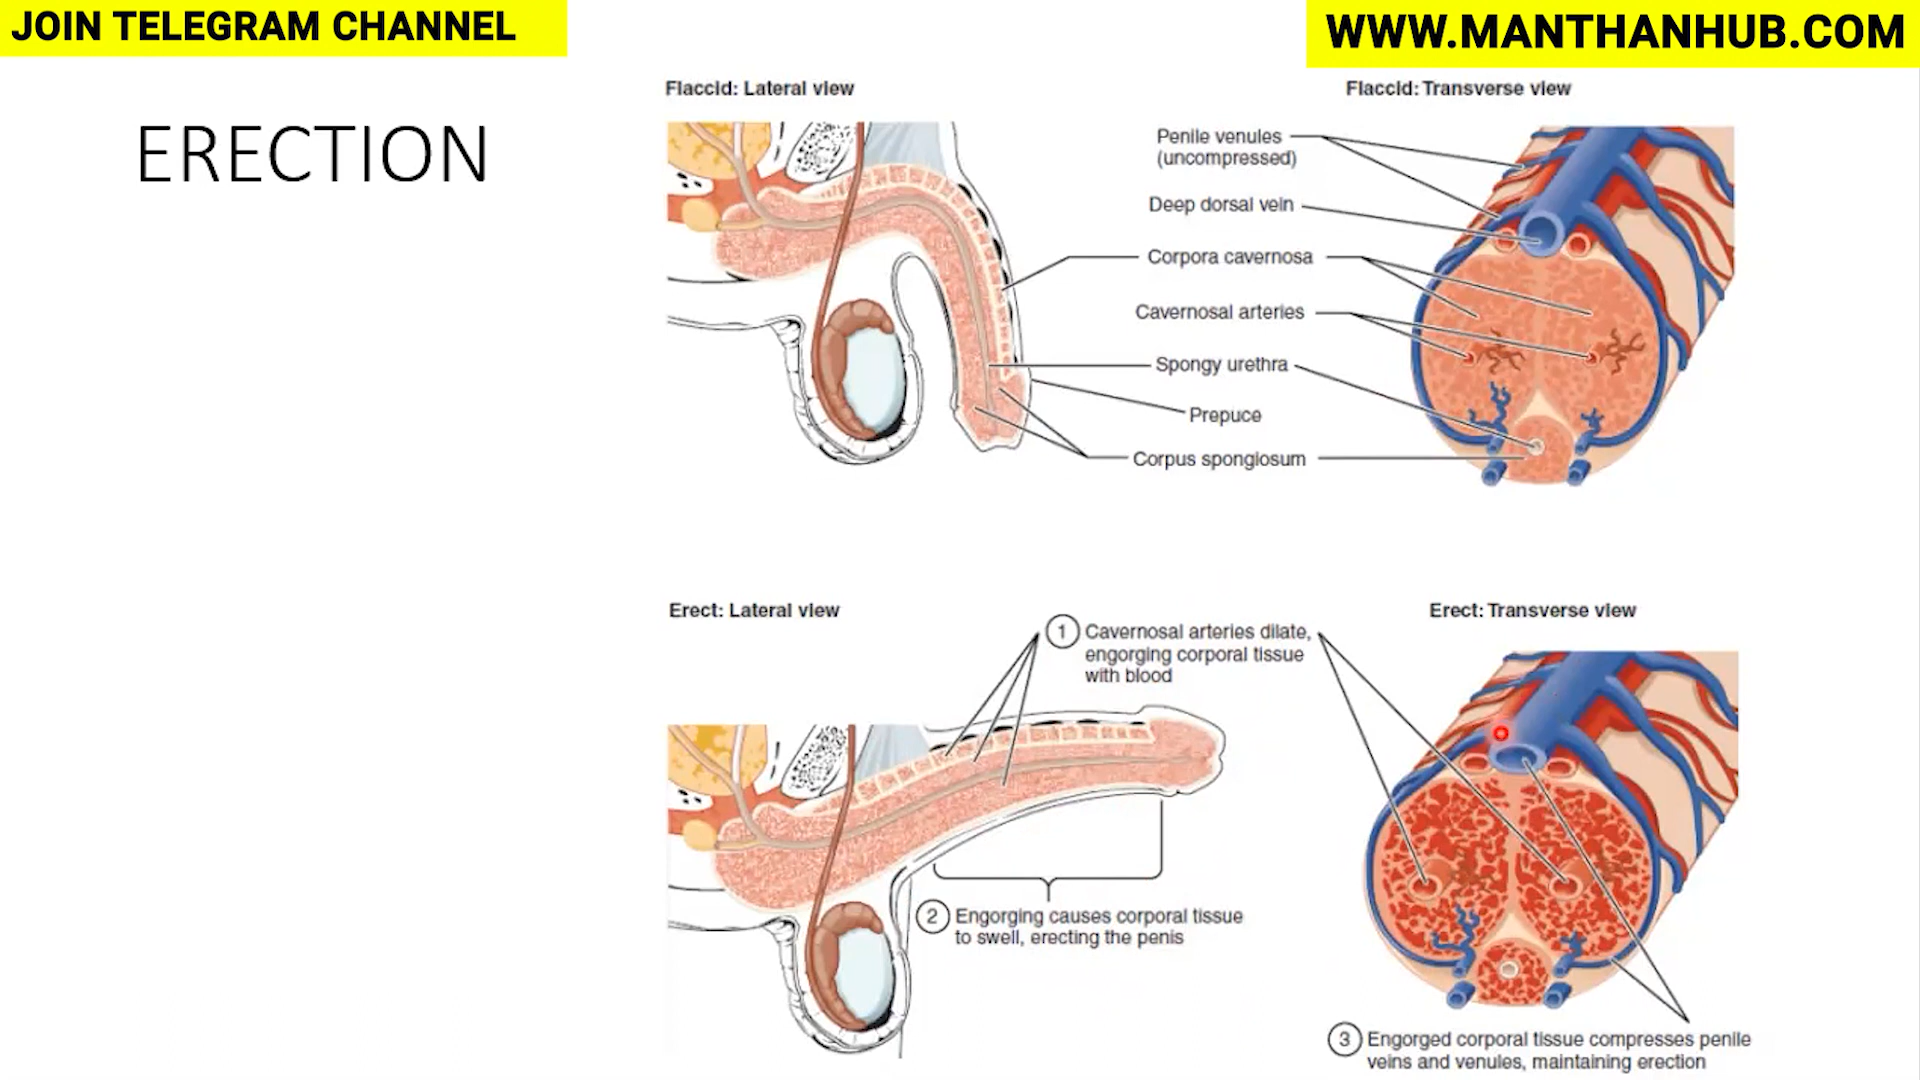 JOIN TELEGRAM CHANNEL
WWW.MANTHANHUB.COM
ERECTION
Flaccid: Lateral view
Flaccid: Transverse view
Penile venules
(uncompressed)
Deep dorsal vein
Corpora cavernosa
Cavernosal arteries
Spongy urethra
Prepuce
Corpus spongiosum
Erect: Lateral view
Erect: Transverse view
1 Cavernosal arteries dilate,
engorging corporal tissue
with blood
2 Engorging causes corporal tissue
to swell, erecting the penis
3 Engorged corporal tissue compresses penile
veins and venules, maintaining erection